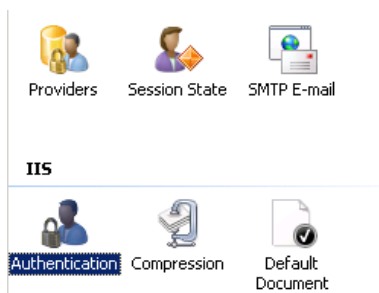 Providers Session State SMTP E-mail
IIS
Authentication Compression Default
Document